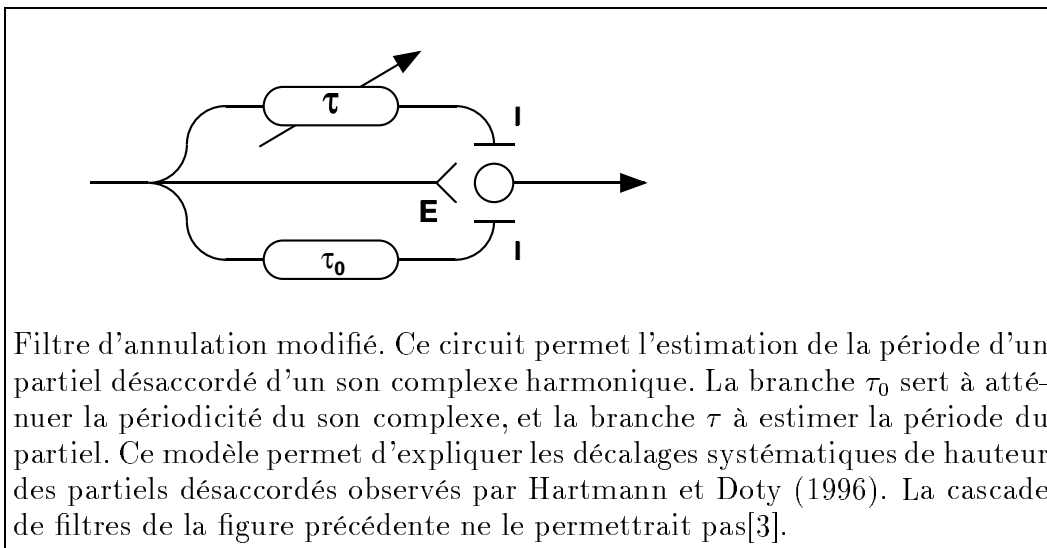 τ
I
E
τ0
I
Filtre d'annulation modifié. Ce circuit permet l'estimation de la période d'un
partiel désaccordé d'un son complexe harmonique. La branche τ0 sert à atté-
nuer la périodicité du son complexe, et la branche τ à estimer la période du
partiel. Ce modèle permet d'expliquer les décalages systématiques de hauteur
des partiels désaccordés observés par Hartmann et Doty (1996). La cascade
de filtres de la figure précédente ne le permettrait pas[3].